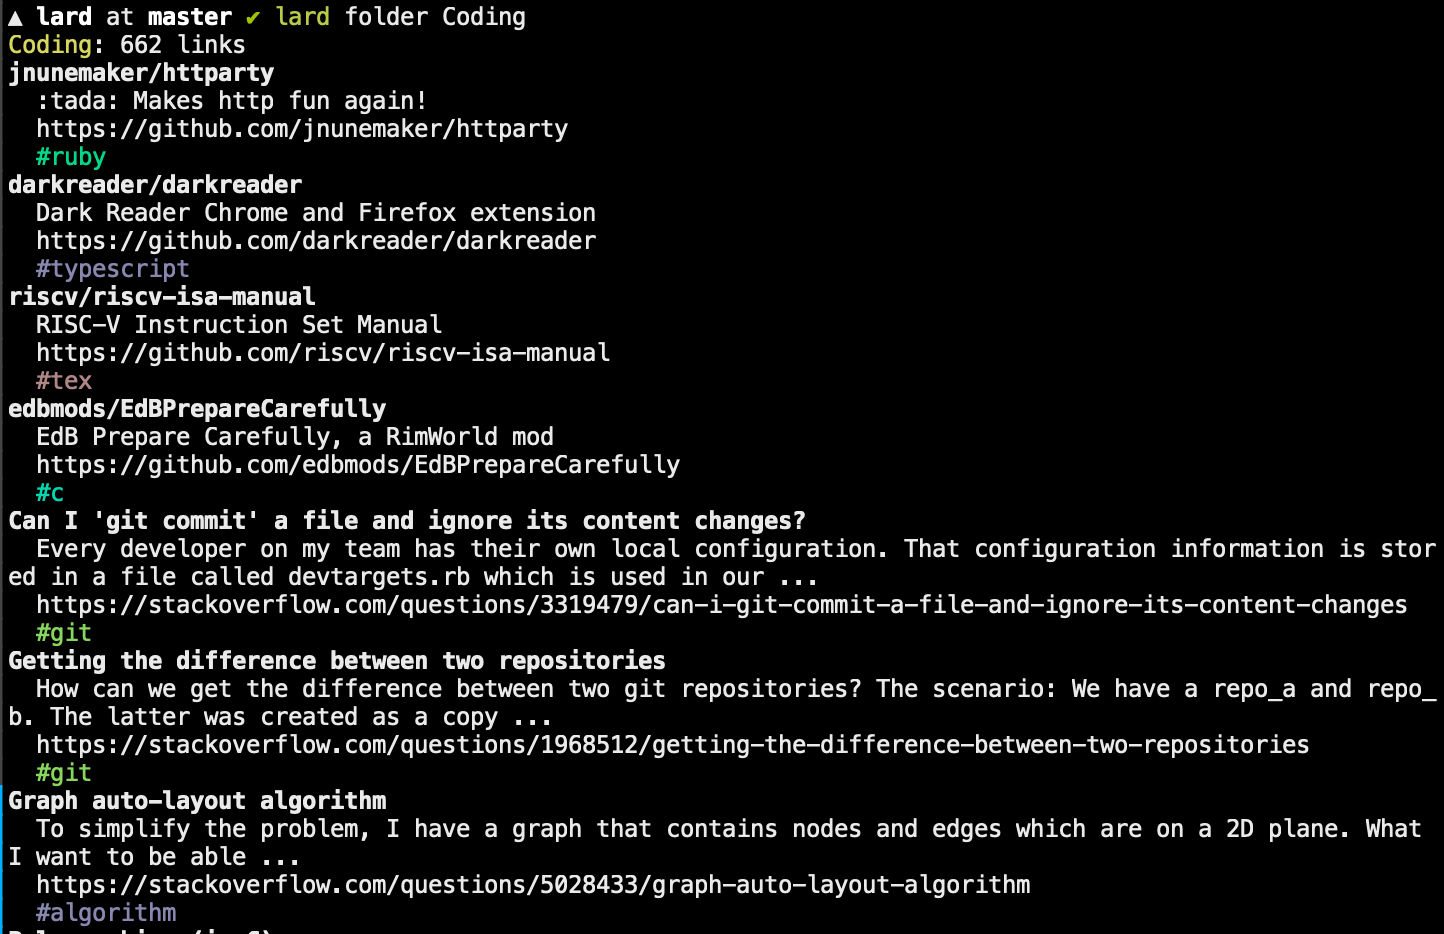 ▲ lard at master ✔ lard folder Coding
Coding: 662 links
jnunemaker/httparty
  :tada: Makes http fun again!
  https://github.com/jnunemaker/httparty
  #ruby
darkreader/darkreader
  Dark Reader Chrome and Firefox extension
  https://github.com/darkreader/darkreader
  #typescript
riscv/riscv-isa-manual
  RISC-V Instruction Set Manual
  https://github.com/riscv/riscv-isa-manual
  #tex
edbmods/EdBPrepareCarefully
  EdB Prepare Carefully, a RimWorld mod
  https://github.com/edbmods/EdBPrepareCarefully
  #c
Can I 'git commit' a file and ignore its content changes?
  Every developer on my team has their own local configuration. That configuration information is stor
ed in a file called devtargets.rb which is used in our ...
  https://stackoverflow.com/questions/3319479/can-i-git-commit-a-file-and-ignore-its-content-changes
  #git
Getting the difference between two repositories
  How can we get the difference between two git repositories? The scenario: We have a repo_a and repo_
b. The latter was created as a copy ...
  https://stackoverflow.com/questions/1968512/getting-the-difference-between-two-repositories
  #git
Graph auto-layout algorithm
  To simplify the problem, I have a graph that contains nodes and edges which are on a 2D plane. What
I want to be able ...
  https://stackoverflow.com/questions/5028433/graph-auto-layout-algorithm
  #algorithm